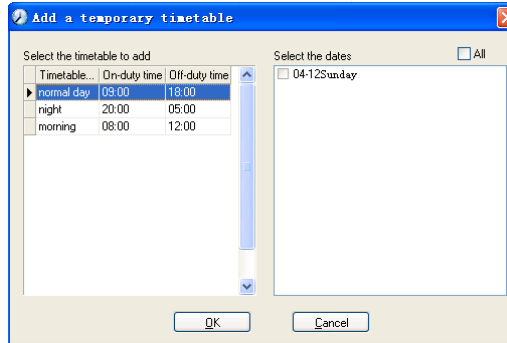 Add a temporary timetable
Select the timetable to add
Select the dates
All
Timetable... On-duty time Off-duty time
normal day 09:00 18:00
night 20:00 05:00
morning 08:00 12:00
04-12Sunday
OK
Cancel